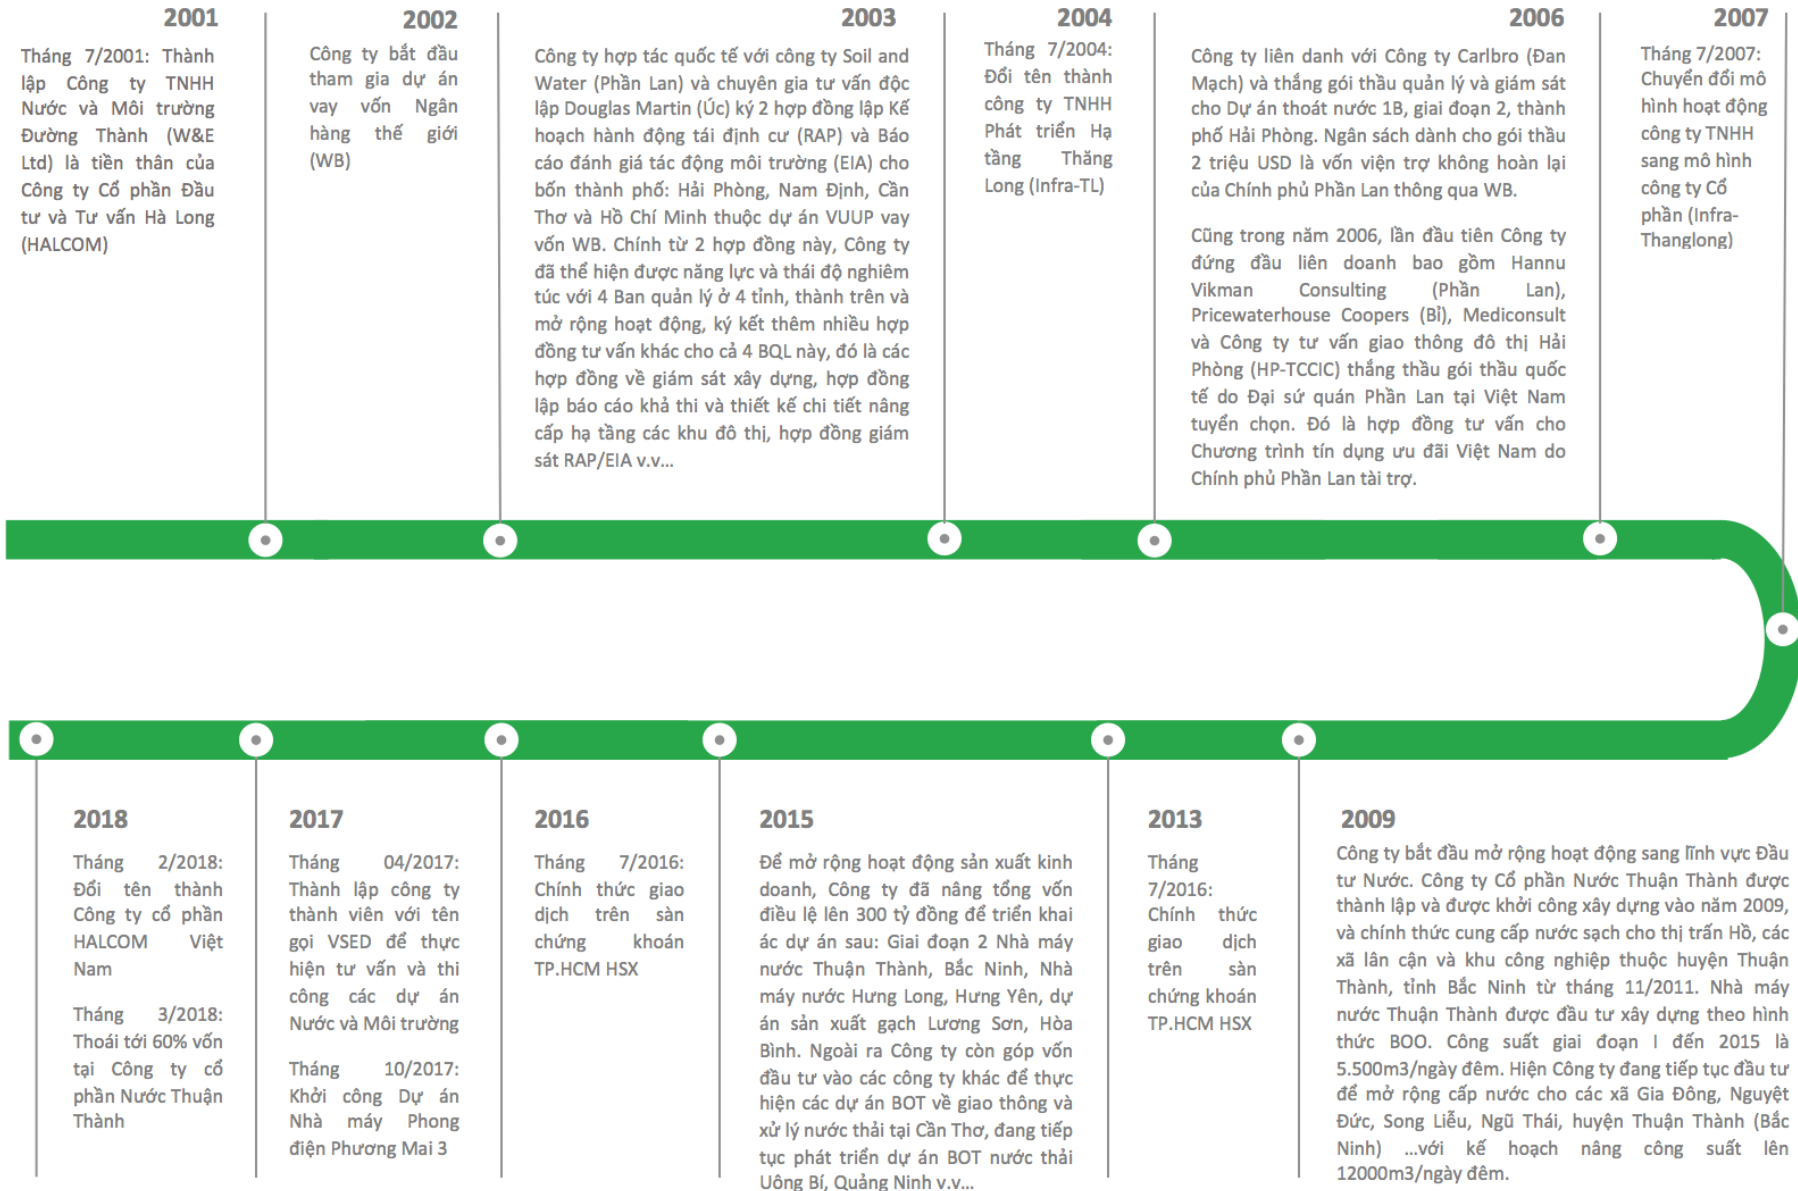 2001
Tháng 7/2001: Thành
lập Công ty TNHH
Nước và Môi trường
Đường Thành (W&E
Ltd) là tiền thân của
Công ty Cổ phần Đầu
tư và Tư vấn Hà Long
(HALCOM)
2002
Công ty bắt đầu
tham gia dự án
vay vốn Ngân
hàng thế giới
(WB)
2003
Công ty hợp tác quốc tế với công ty Soil and
Water (Phần Lan) và chuyên gia tư vấn độc
lập Douglas Martin (Úc) ký 2 hợp đồng lập Kế
hoạch hành động tái định cư (RAP) và Báo
cáo đánh giá tác động môi trường (EIA) cho
bốn thành phố: Hải Phòng, Nam Định, Cần
Thơ và Hồ Chí Minh thuộc dự án VUUP vay
vốn WB. Chính từ 2 hợp đồng này, Công ty
đã thể hiện được năng lực và thái độ nghiêm
túc với 4 Ban quản lý ở 4 tỉnh, thành trên và
mở rộng hoạt động, ký kết thêm nhiều hợp
đồng tư vấn khác cho cả 4 BQL này, đó là các
hợp đồng về giám sát xây dựng, hợp đồng
lập báo cáo khả thi và thiết kế chi tiết nâng
cấp hạ tầng các khu đô thị, hợp đồng giám
sát RAP/EIA v.v...
2004
Tháng 7/2004:
Đổi tên thành
công ty TNHH
Phát triển Hạ
tầng Thăng
Long (Infra-TL)
2006
Công ty liên danh với Công ty Carlbro (Đan
Mạch) và thắng gói thầu quản lý và giám sát
cho Dự án thoát nước 1B, giai đoạn 2, thành
phố Hải Phòng. Ngân sách dành cho gói thầu
2 triệu USD là vốn viện trợ không hoàn lại
của Chính phủ Phần Lan thông qua WB.
Cũng trong năm 2006, lần đầu tiên Công ty
đứng đầu liên doanh bao gồm Hannu
Vikman Consulting (Phần Lan),
Pricewaterhouse Coopers (Bỉ), Mediconsult
và Công ty tư vấn giao thông đô thị Hải
Phòng (HP-TCCIC) thắng thầu gói thầu quốc
tế do Đại sứ quán Phần Lan tại Việt Nam
tuyển chọn. Đó là hợp đồng tư vấn cho
Chương trình tín dụng ưu đãi Việt Nam do
Chính phủ Phần Lan tài trợ.
2007
Tháng 7/2007:
Chuyển đổi mô
hình hoạt động
công ty TNHH
sang mô hình
công ty Cổ
phần (Infra-
Thanglong)
2018
Tháng 2/2018:
Đổi tên thành
Công ty cổ phần
HALCOM Việt
Nam
Tháng 3/2018:
Thoái tới 60% vốn
tại Công ty cổ
phần Nước Thuận
Thành
2017
Tháng 04/2017:
Thành lập công ty
thành viên với tên
gọi VSED để thực
hiện tư vấn và thi
công các dự án
Nước và Môi trường
Tháng 10/2017:
Khởi công Dự án
Nhà máy Phong
điện Phương Mai 3
2016
Tháng 7/2016:
Chính thức giao
dịch trên sàn
chứng khoán
TP.HCM HSX
2015
Để mở rộng hoạt động sản xuất kinh
doanh, Công ty đã nâng tổng vốn
điều lệ lên 300 tỷ đồng để triển khai
ác dự án sau: Giai đoạn 2 Nhà máy
nước Thuận Thành, Bắc Ninh, Nhà
máy nước Hưng Long, Hưng Yên, dự
án sản xuất gạch Lương Sơn, Hòa
Bình. Ngoài ra Công ty còn góp vốn
đầu tư vào các công ty khác để thực
hiện các dự án BOT về giao thông và
xử lý nước thải tại Cần Thơ, đang tiếp
tục phát triển dự án BOT nước thải
Uông Bí, Quảng Ninh v.v...
2013
Tháng
7/2016:
Chính thức
giao dịch
trên sàn
chứng khoán
TP.HCM HSX
2009
Công ty bắt đầu mở rộng hoạt động sang lĩnh vực Đầu
tư Nước. Công ty Cổ phần Nước Thuận Thành được
thành lập và được khởi công xây dựng vào năm 2009,
và chính thức cung cấp nước sạch cho thị trấn Hồ, các
xã lân cận và khu công nghiệp thuộc huyện Thuận
Thành, tỉnh Bắc Ninh từ tháng 11/2011. Nhà máy
nước Thuận Thành được đầu tư xây dựng theo hình
thức BOO. Công suất giai đoạn I đến 2015 là
5.500m3/ngày đêm. Hiện Công ty đang tiếp tục đầu tư
để mở rộng cấp nước cho các xã Gia Đông, Nguyệt
Đức, Song Liễu, Ngũ Thái, huyện Thuận Thành (Bắc
Ninh) ...với kế hoạch nâng công suất lên
12000m3/ngày đêm.